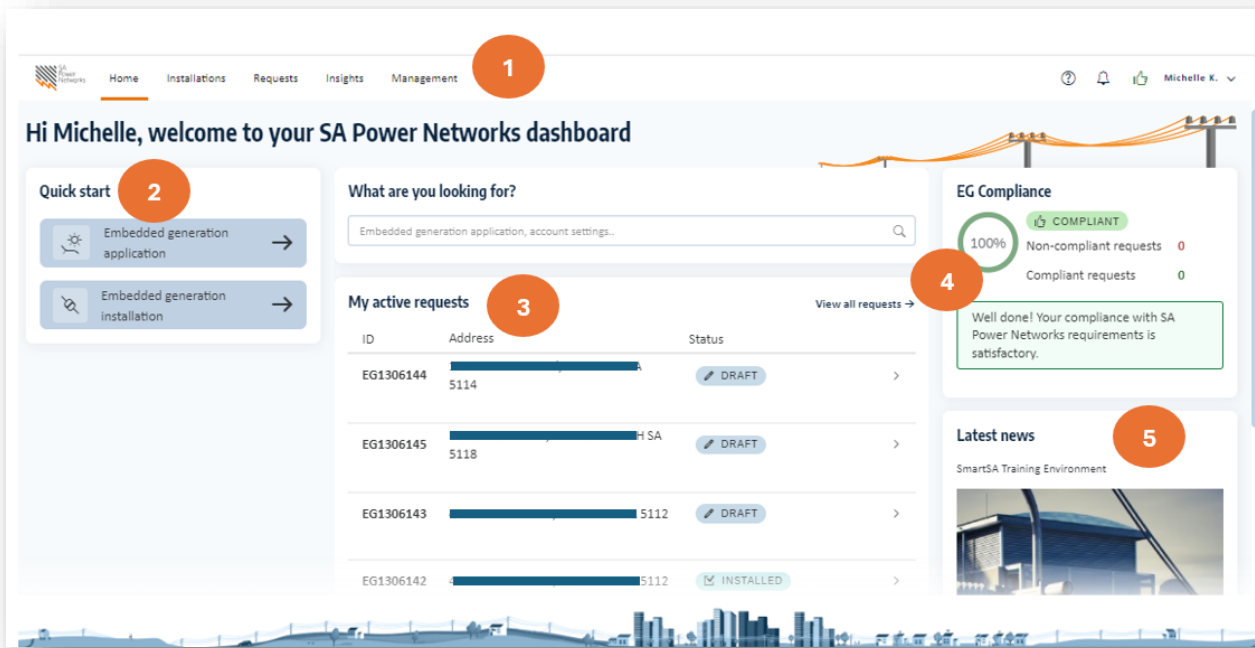 1
SA
Power
Networks
Home Installations Requests Insights Management
Michelle K.
Hi Michelle, welcome to your SA Power Networks dashboard
Quick start
2
Embedded generation
application
Embedded generation
installation
What are you looking for?
Embedded generation application, account settings...
My active requests
3
View all requests →
ID Address Status
EG1306144
5114
DRAFT
EG1306145
H SA
5118
DRAFT
EG1306143
5112
DRAFT
EG1306142
5112
INSTALLED
EG Compliance
4
100%
COMPLIANT
Non-compliant requests 0
Compliant requests 0
Well done! Your compliance with SA
Power Networks requirements is
satisfactory.
Latest news
5
SmartSA Training Environment